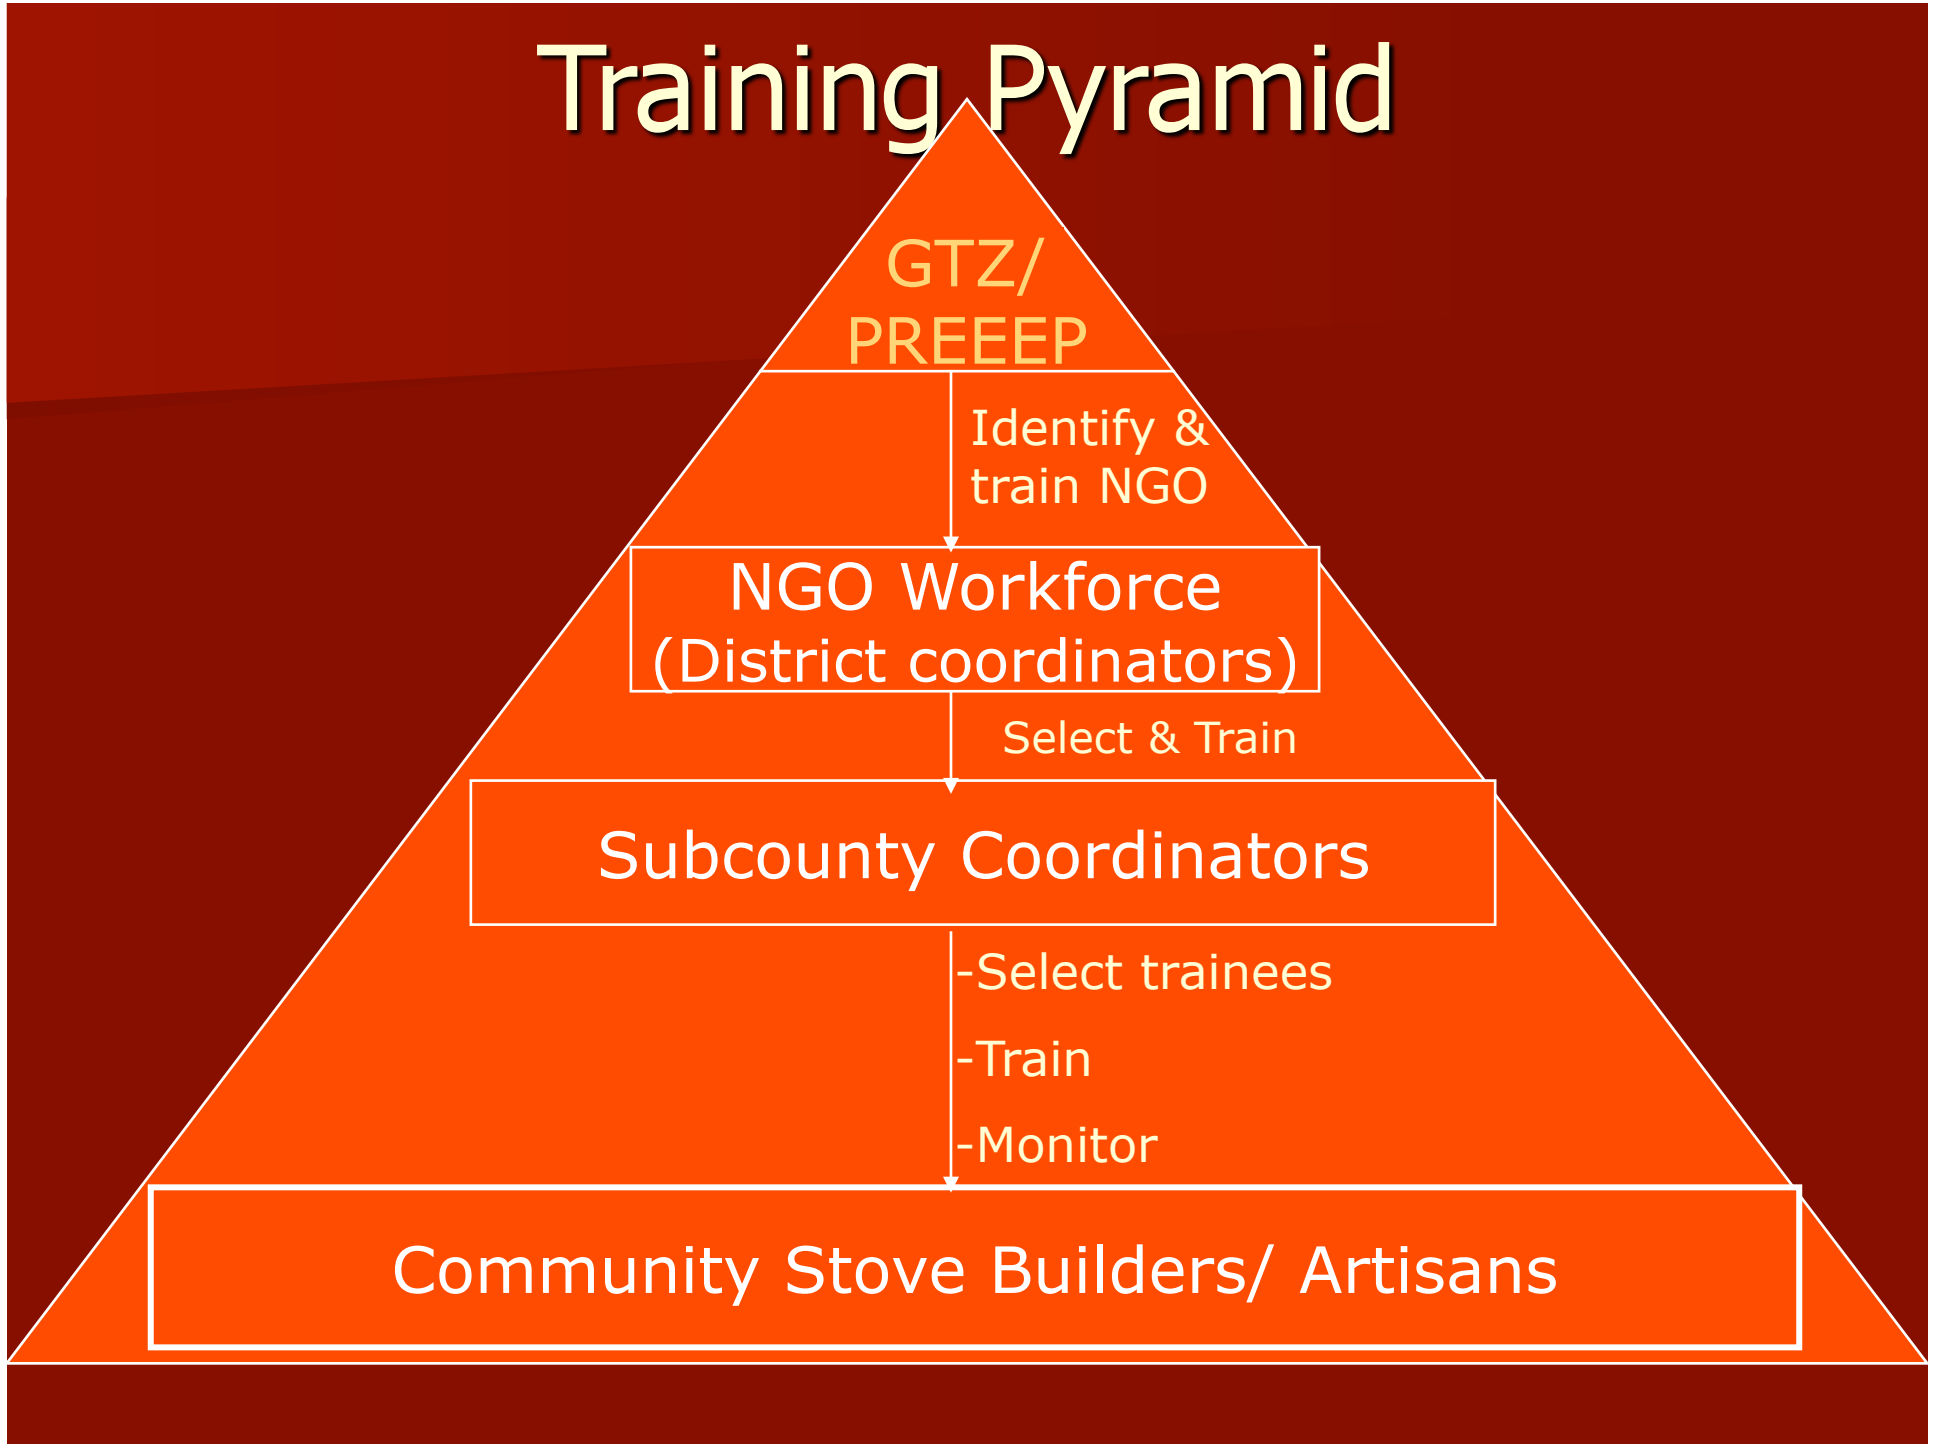 Training Pyramid
GTZ/
PREEEP
Identify &
train NGO
NGO Workforce
(District coordinators)
Select & Train
Subcounty Coordinators
-Select trainees
-Train
-Monitor
Community Stove Builders/ Artisans